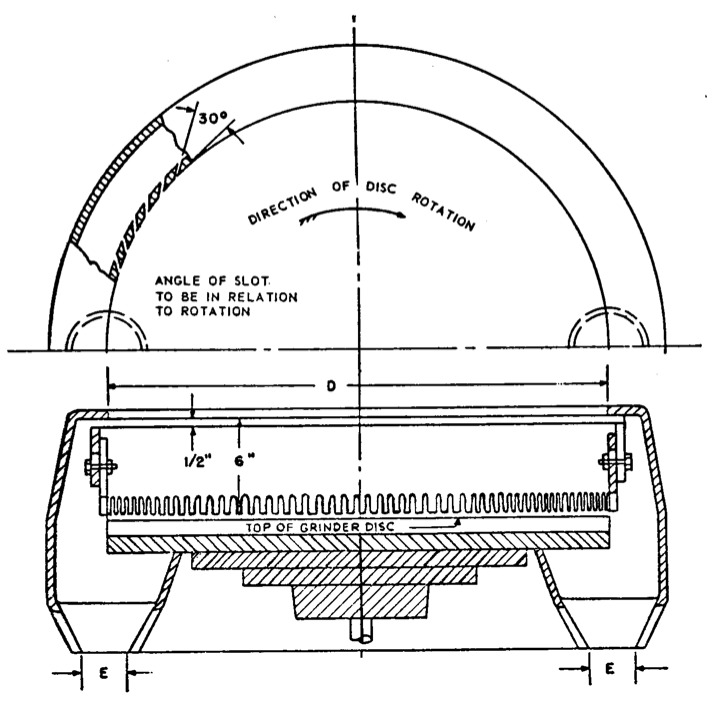 30°
DIRECTION OF DISC ROTATION
ANGLE OF SLOT
TO BE IN RELATION
TO ROTATION
D
1/2" 6"
TOP OF GRINDER DISC
E E